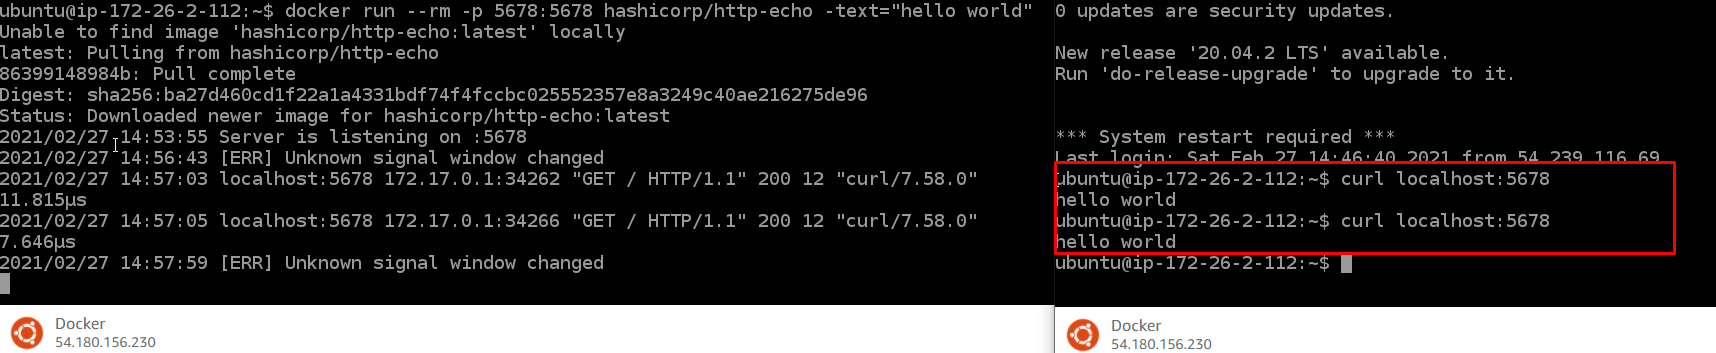 ubuntu@ip-172-26-2-112:~$ docker run --rm -p 5678:5678 hashicorp/http-echo -text="hello world"
Unable to find image 'hashicorp/http-echo:latest' locally
latest: Pulling from hashicorp/http-echo
86399148984b: Pull complete
Digest: sha256:ba27d460cd1f22a1a4331bdf74f4fccbc025552357e8a3249c40ae216275de96
Status: Downloaded newer image for hashicorp/http-echo:latest
2021/02/27 14:53:55 Server is listening on :5678
2021/02/27 14:56:43 [ERR] Unknown signal window changed
2021/02/27 14:57:03 localhost:5678 172.17.0.1:34262 "GET / HTTP/1.1" 200 12 "curl/7.58.0"
11.815µs
2021/02/27 14:57:05 localhost:5678 172.17.0.1:34266 "GET / HTTP/1.1" 200 12 "curl/7.58.0"
7.646µs
2021/02/27 14:57:59 [ERR] Unknown signal window changed
Docker
54.180.156.230
0 updates are security updates.
New release '20.04.2 LTS' available.
Run 'do-release-upgrade' to upgrade to it.
*** System restart required ***
Last login: Sat Feb 27 14:46:40 2021 from 54.239.116.69
ubuntu@ip-172-26-2-112:~$ curl localhost:5678
hello world
ubuntu@ip-172-26-2-112:~$ curl localhost:5678
hello world
ubuntu@ip-172-26-2-112:~$
Docker
54.180.156.230